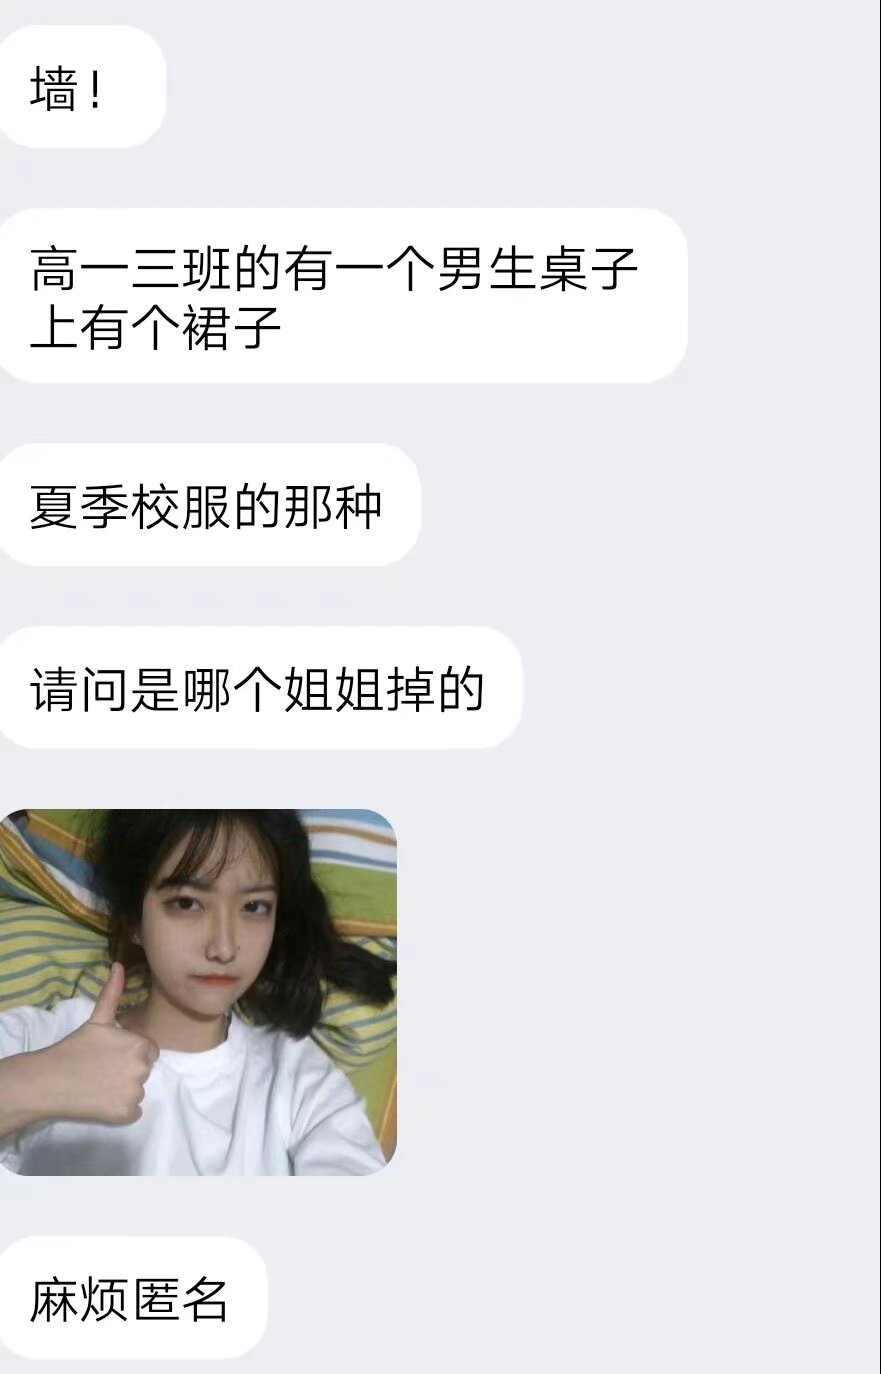 墙！
高一三班的有一个男生桌子
上有个裙子
夏季校服的那种
请问是哪个姐姐掉的
麻烦匿名